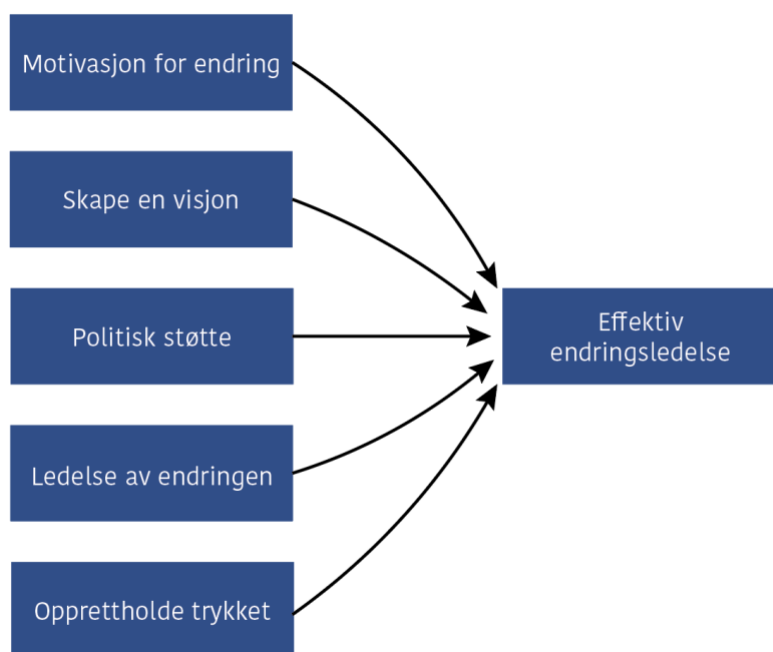 Motivasjon for endring
Skape en visjon
Politisk støtte
Effektiv
endringsledelse
Ledelse av endringen
Opprettholde trykket